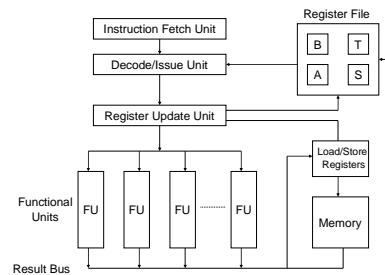 Register File
Instruction Fetch Unit
B T
Decode/Issue Unit
A S
Register Update Unit
Load/Store
Registers
Functional
Units
FU FU FU FU
Memory
Result Bus